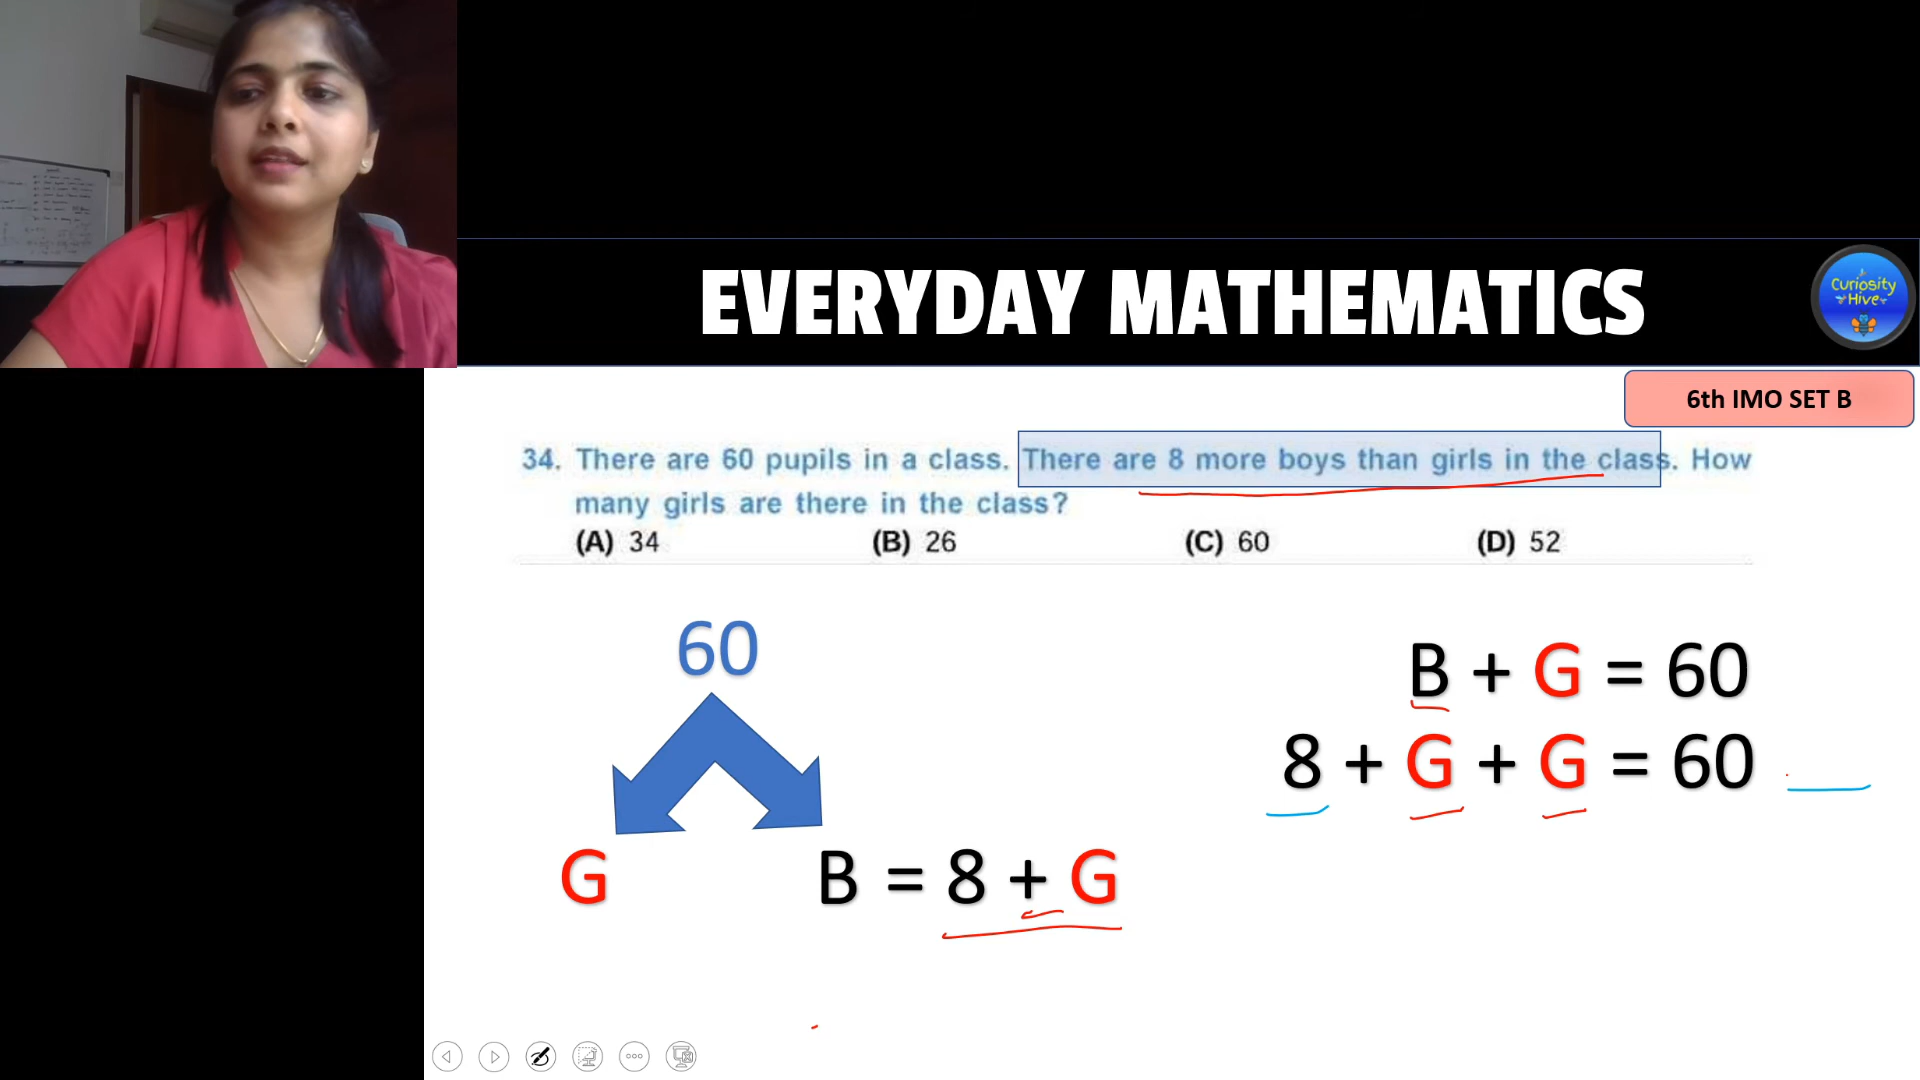 EVERYDAY MATHEMATICS
Curiosity
Hive
6th IMO SET B
34. There are 60 pupils in a class. There are 8 more boys than girls in the class. How
many girls are there in the class?
(A) 34 (B) 26 (C) 60 (D) 52
60
G B = 8 + G
B + G = 60
8 + G + G = 60